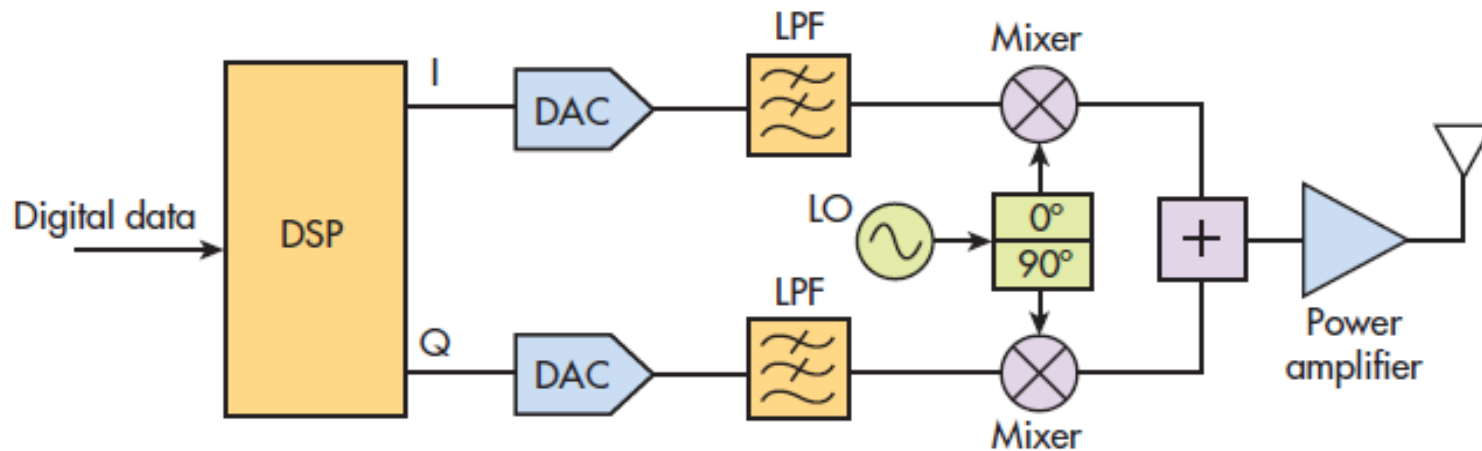 LPF
Mixer
I
DAC
Digital data
DSP
LO
0°
90°
+
LPF
Q
DAC
Power
amplifier
Mixer